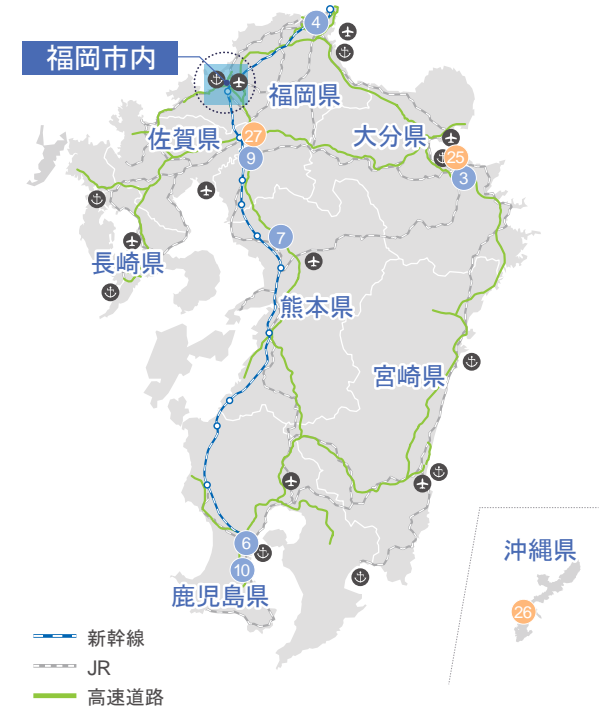 4
福岡市内
福岡県
佐賀県
27
大分県
25
9
3
7
長崎県
熊本県
宮崎県
6
沖縄県
10
鹿児島県
26
新幹線
JR
高速道路